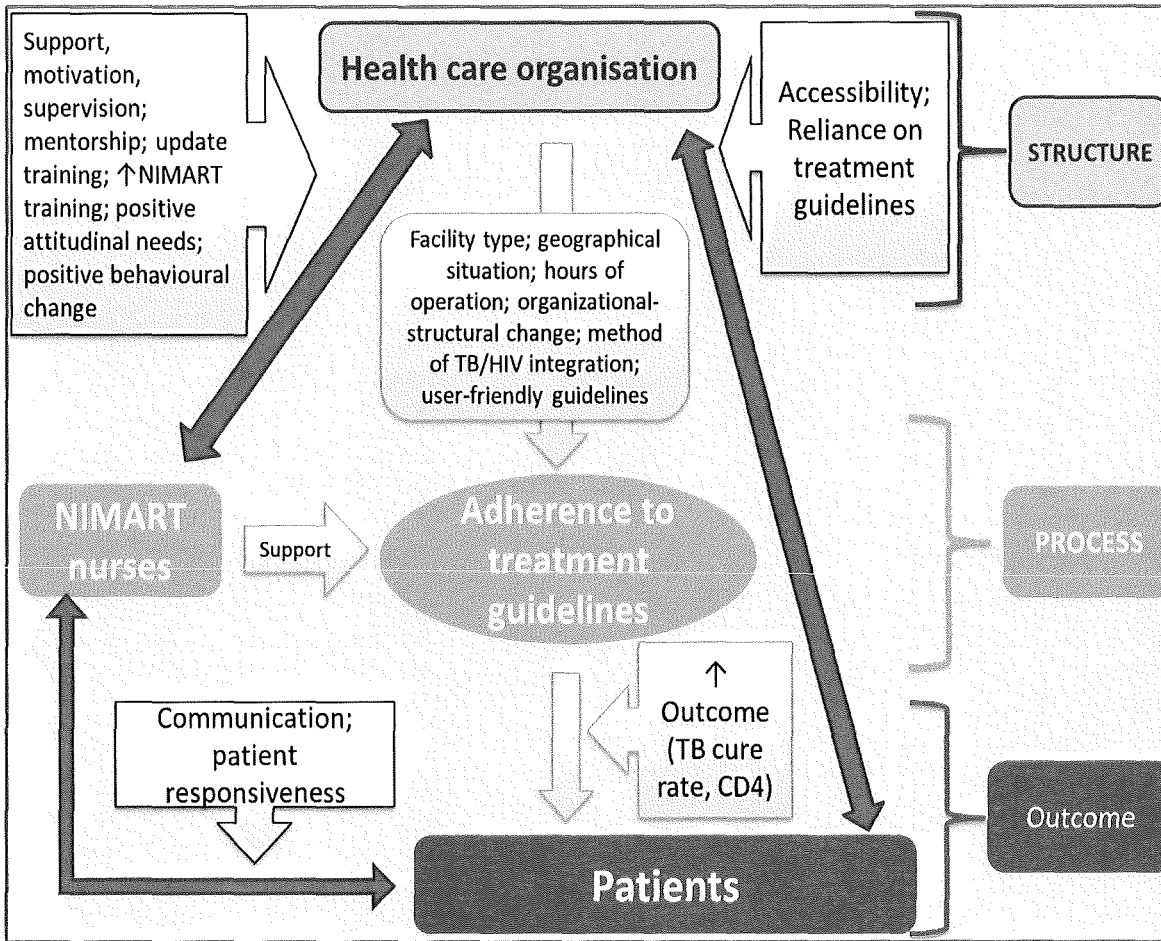 Support,
motivation,
supervision;
mentorship; update
training; ↑NIMART
training; positive
attitudinal needs;
positive behavioural
change
Health care organisation
Accessibility;
Reliance on
treatment
guidelines
STRUCTURE
Facility type; geographical
situation; hours of
operation; organizational-
structural change; method
of TB/HIV integration;
user-friendly guidelines
NIMART
nurses
Support
Adherence to
treatment
guidelines
PROCESS
Communication;
patient
responsiveness
↑
Outcome
(TB cure
rate, CD4)
Patients
Outcome